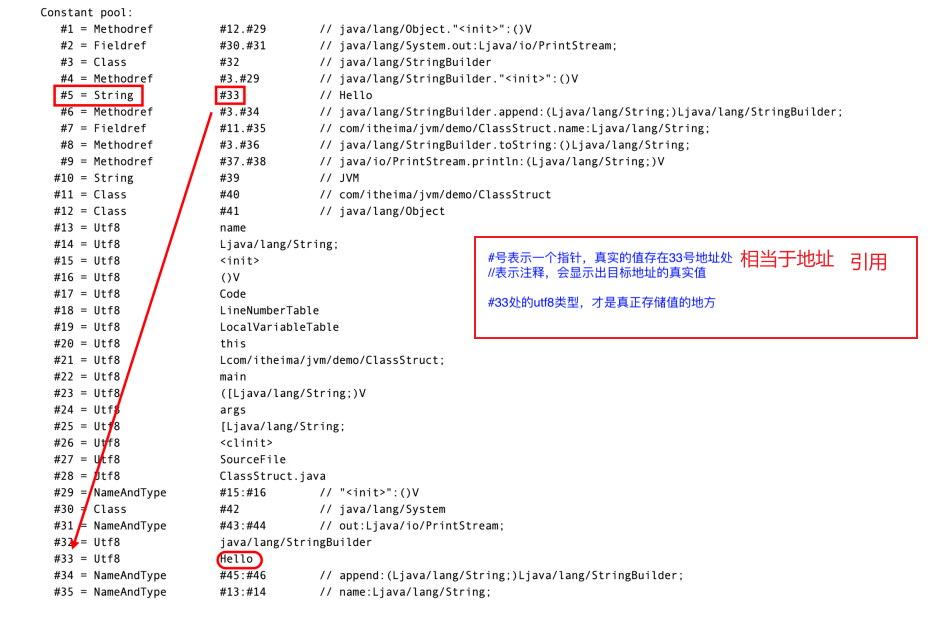 Constant pool:
#1 = Methodref #12.#29 // java/lang/Object."<init>":()V
#2 = Fieldref #30.#31 // java/lang/System.out:Ljava/io/PrintStream;
#3 = Class #32 // java/lang/StringBuilder
#4 = Methodref #3.#29 // java/lang/StringBuilder."<init>":()V
#5 = String #33 // Hello
#6 = Methodref #3.#34 // java/lang/StringBuilder.append:(Ljava/lang/String;)Ljava/lang/StringBuilder;
#7 = Fieldref #11.#35 // com/itheima/jvm/demo/ClassStruct.name:Ljava/lang/String;
#8 = Methodref #3.#36 // java/lang/StringBuilder.toString:()Ljava/lang/String;
#9 = Methodref #37.#38 // java/io/PrintStream.println:(Ljava/lang/String;)V
#10 = String #39 // JVM
#11 = Class #40 // com/itheima/jvm/demo/ClassStruct
#12 = Class #41 // java/lang/Object
#13 = Utf8 name
#14 = Utf8 Ljava/lang/String;
#15 = Utf8 <init>
#16 = Utf8 ()V
#17 = Utf8 Code
#18 = Utf8 LineNumberTable
#19 = Utf8 LocalVariableTable
#20 = Utf8 this
#21 = Utf8 Lcom/itheima/jvm/demo/ClassStruct;
#22 = Utf8 main
#23 = Utf8 ([Ljava/lang/String;)V
#24 = Utf8 args
#25 = Utf8 [Ljava/lang/String;
#26 = Utf8 <clinit>
#27 = Utf8 SourceFile
#28 = Utf8 ClassStruct.java
#29 = NameAndType #15:#16 // "<init>":()V
#30 = Class #42 // java/lang/System
#31 = NameAndType #43:#44 // out:Ljava/io/PrintStream;
#32 = Utf8 java/lang/StringBuilder
#33 = Utf8 Hello
#34 = NameAndType #45:#46 // append:(Ljava/lang/String;)Ljava/lang/StringBuilder;
#35 = NameAndType #13:#14 // name:Ljava/lang/String;
#号表示一个指针，真实的值存在33号地址处 相当于地址 引用
//表示注释，会显示出目标地址的真实值
#33处的utf8类型，才是真正存储值的地方